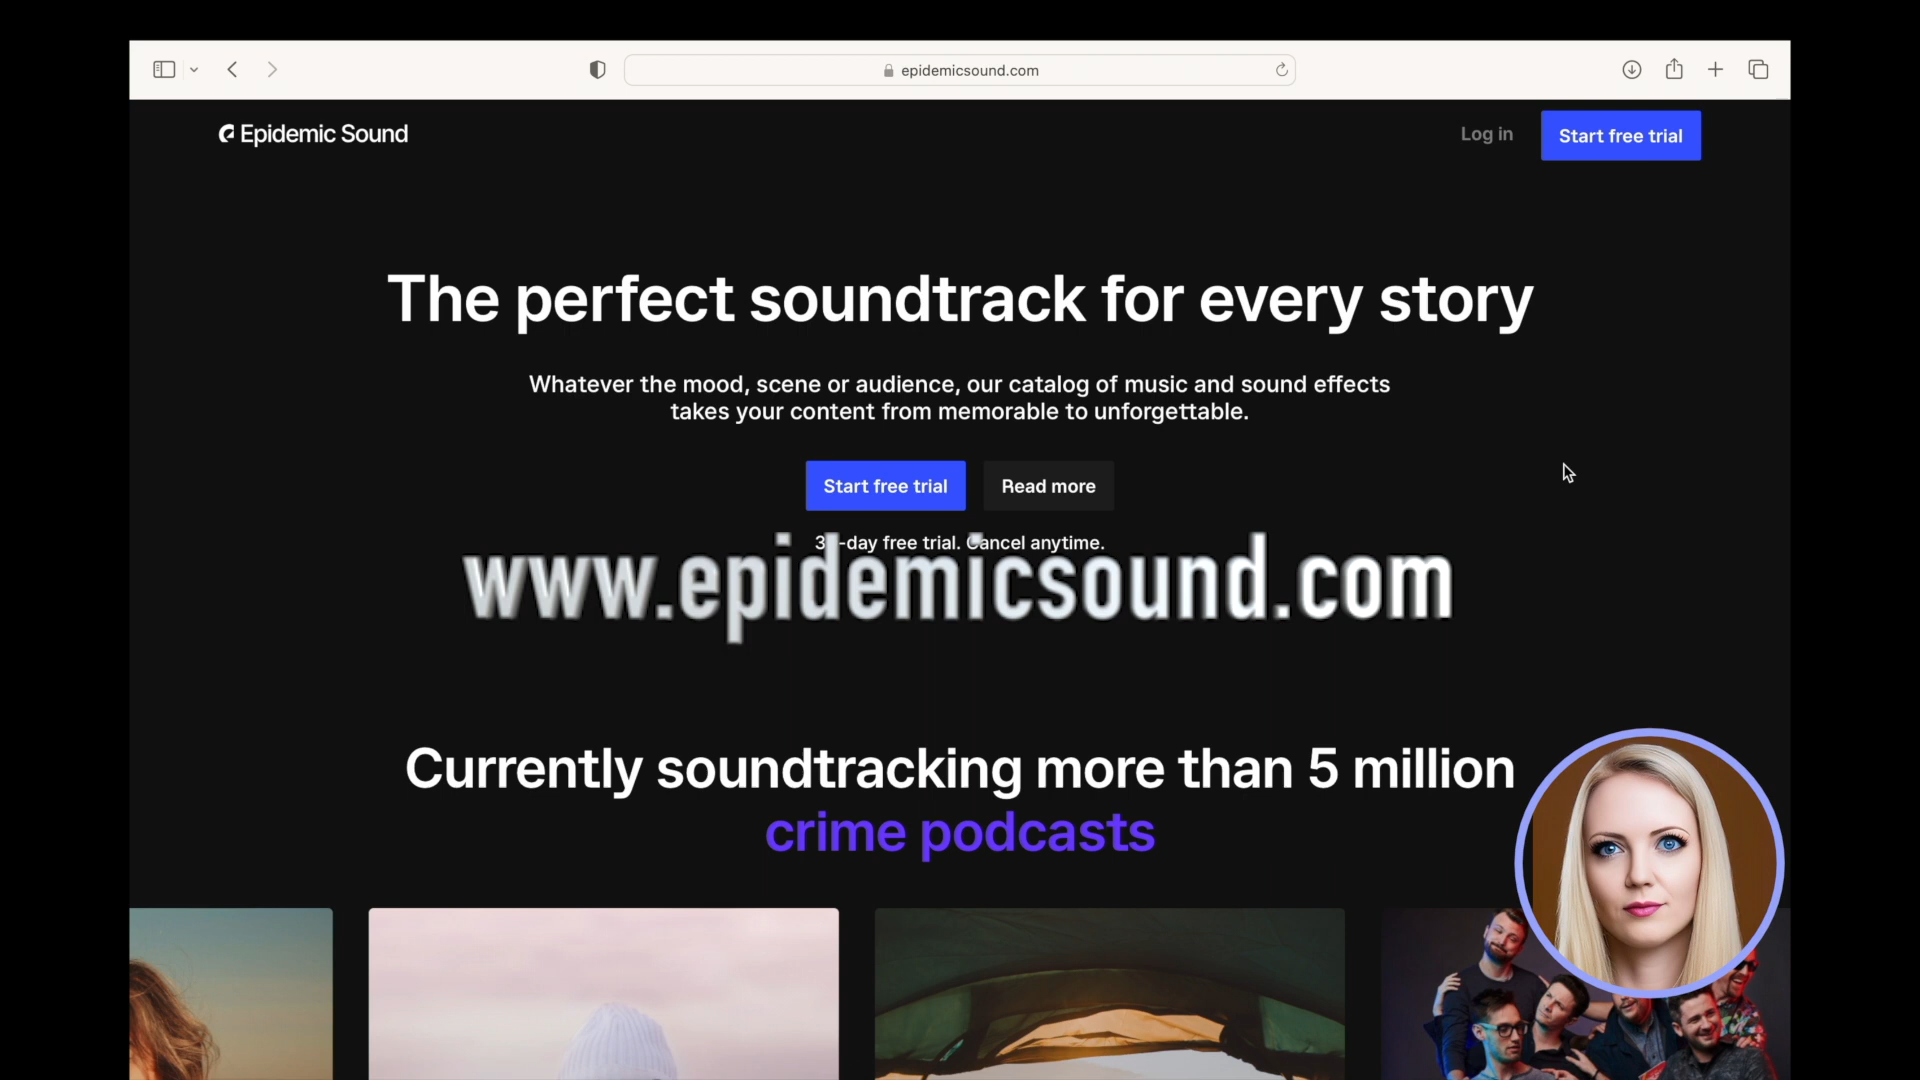 epidemicsound.com
Epidemic Sound
Log in
Start free trial
The perfect soundtrack for every story
Whatever the mood, scene or audience, our catalog of music and sound effects
takes your content from memorable to unforgettable.
Start free trial
Read more
-day free trial. Cancel anytime.
www.epidemicsound.com
Currently soundtracking more than 5 million
crime podcasts